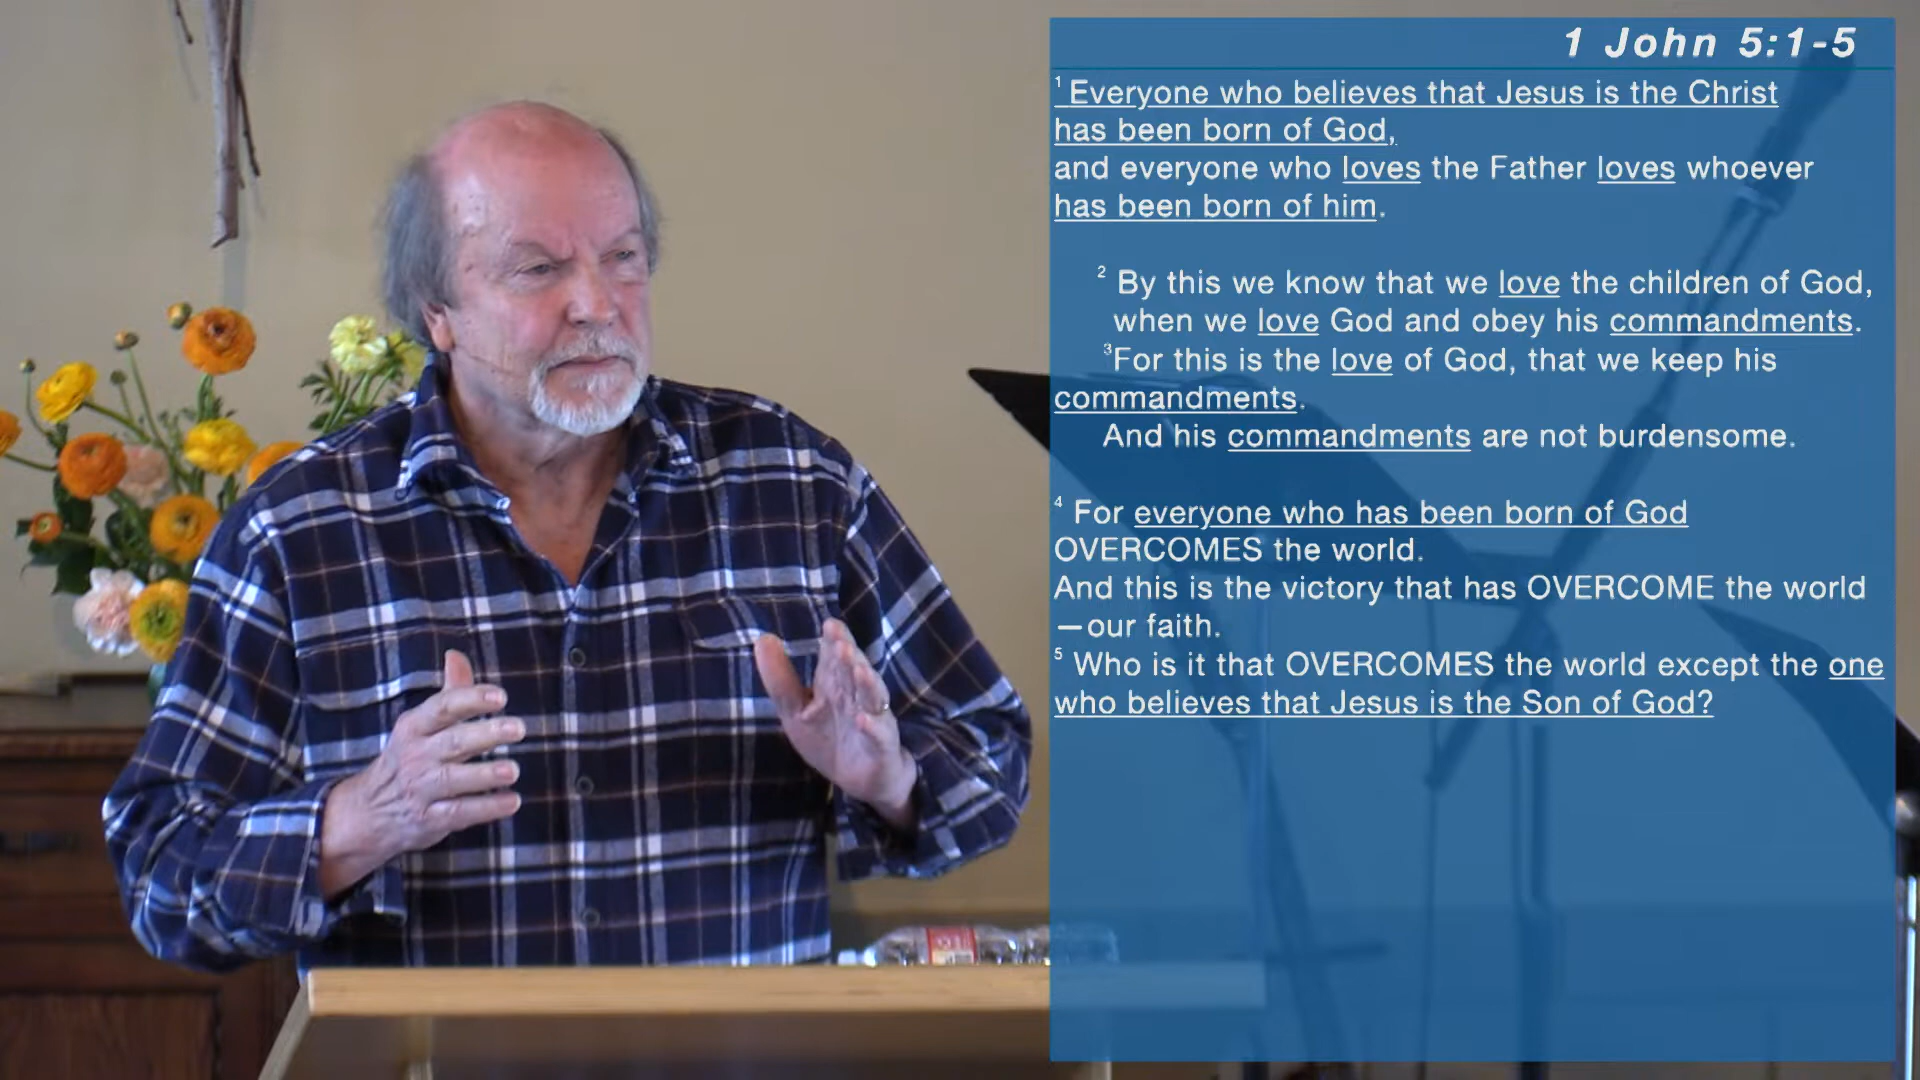 1 John 5:1-5
1 Everyone who believes that Jesus is the Christ
has been born of God,
and everyone who loves the Father loves whoever
has been born of him.
2 By this we know that we love the children of God,
when we love God and obey his commandments.
3For this is the love of God, that we keep his
commandments.
And his commandments are not burdensome.
4 For everyone who has been born of God
OVERCOMES the world.
And this is the victory that has OVERCOME the world
—our faith.
5 Who is it that OVERCOMES the world except the one
who believes that Jesus is the Son of God?